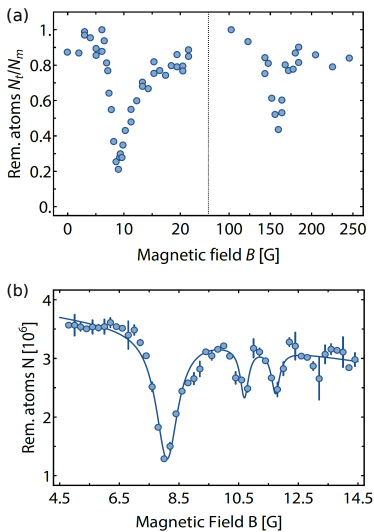 (a)
Rem. atoms Nt/Nm
1.
0.8
0.6
0.4
0.2
0.
0 10 20 100 150 200 250
Magnetic field B [G]
(b)
Rem. atoms N [10⁶]
4
3
2
1
4.5 6.5 8.5 10.5 12.5 14.5
Magnetic Field B [G]